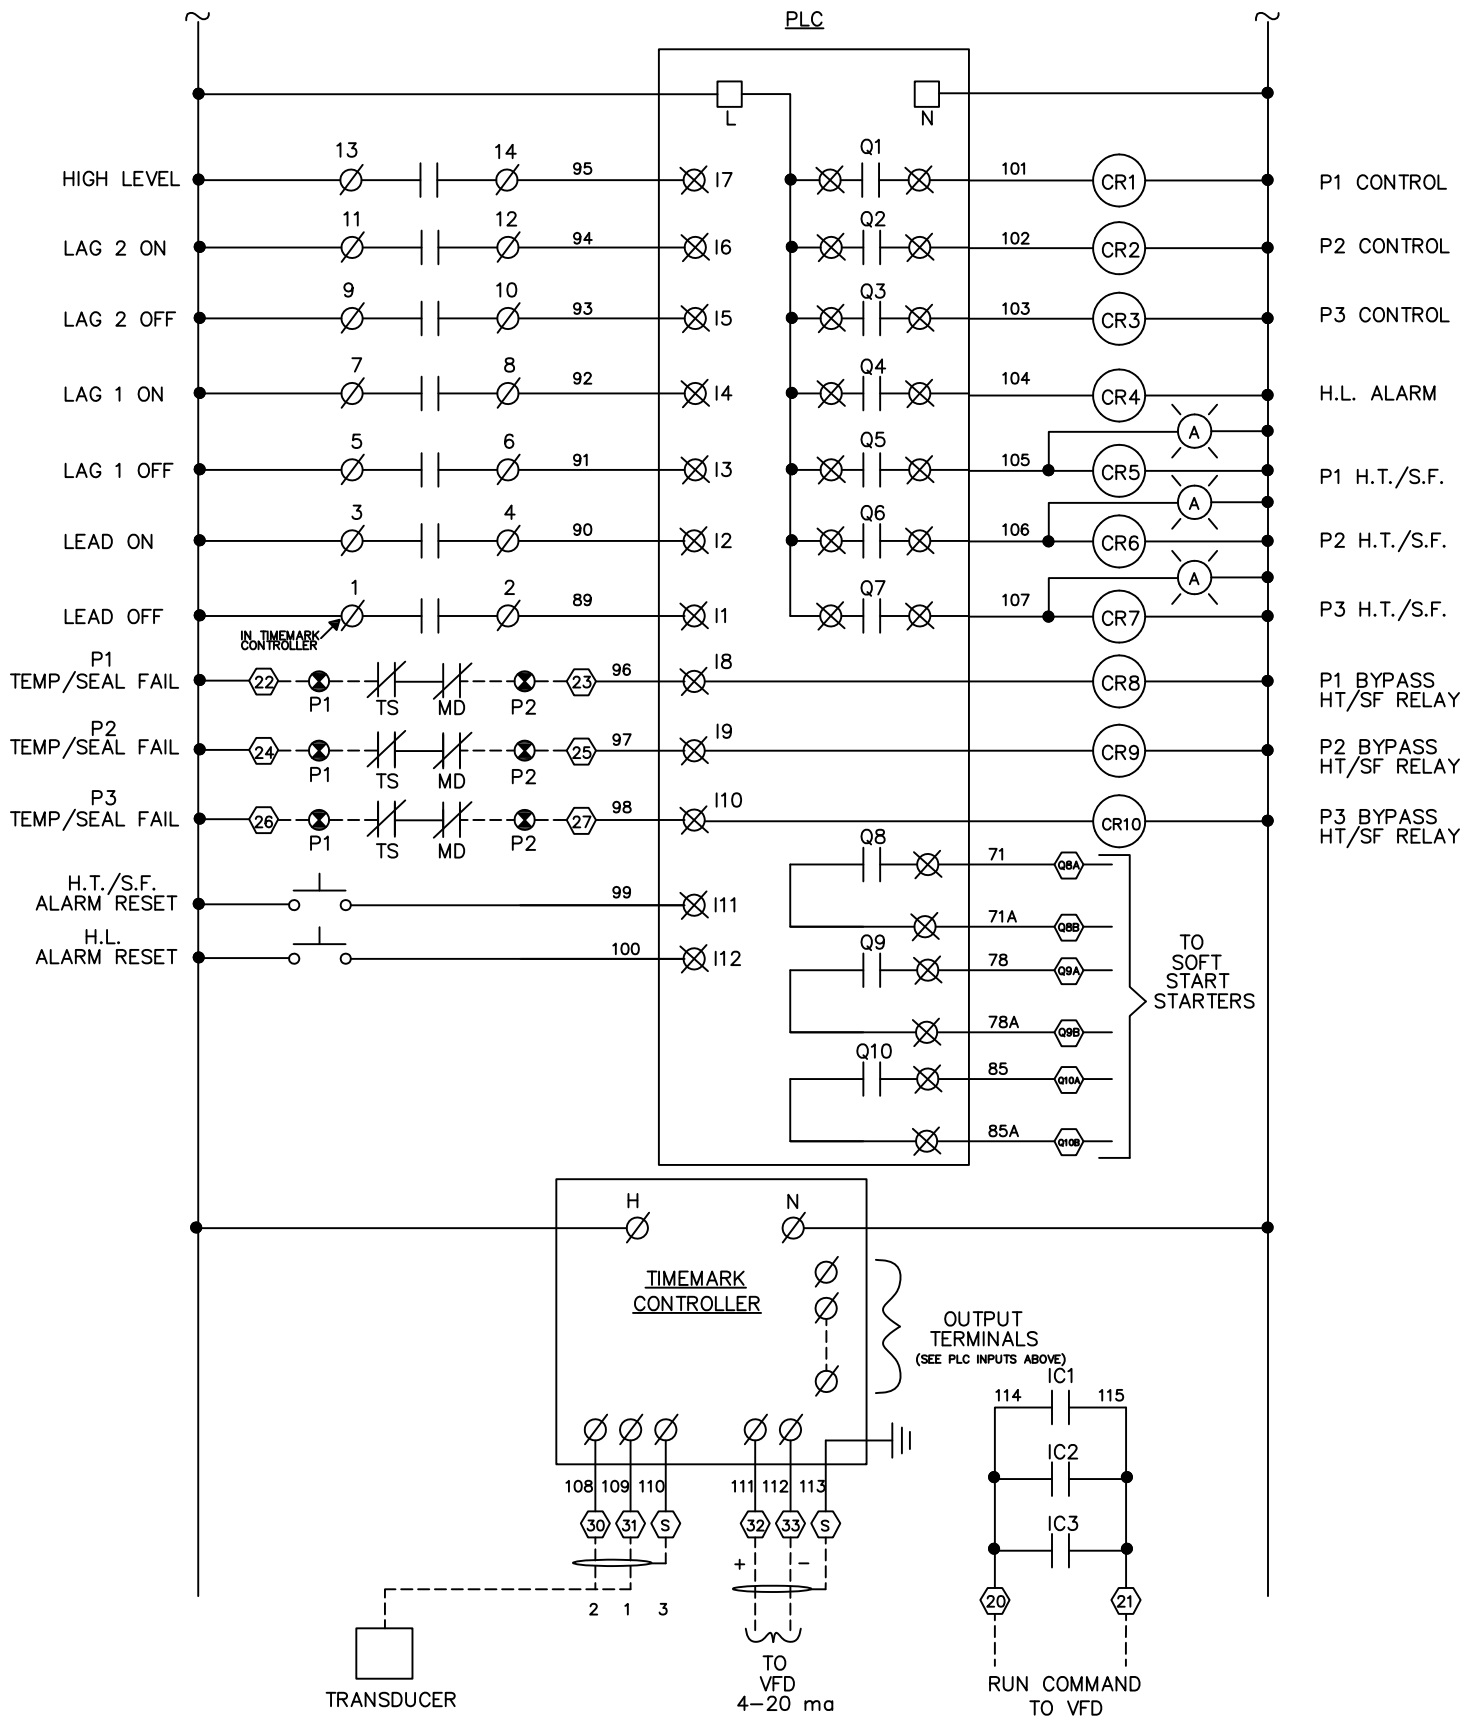 PLC
L
N
HIGH LEVEL
13
14
95
I7
Q1
101
CR1
P1 CONTROL
LAG 2 ON
11
12
94
I6
Q2
102
CR2
P2 CONTROL
LAG 2 OFF
9
10
93
I5
Q3
103
CR3
P3 CONTROL
LAG 1 ON
7
8
92
I4
Q4
104
CR4
H.L. ALARM
A
LAG 1 OFF
5
6
91
I3
Q5
105
CR5
P1 H.T./S.F.
A
LEAD ON
3
4
90
I2
Q6
106
CR6
P2 H.T./S.F.
A
LEAD OFF
1
2
89
I1
Q7
107
CR7
P3 H.T./S.F.
IN TIMEMARK
CONTROLLER
P1
TEMP/SEAL FAIL
22
P1
TS
MD
P2
23
96
I8
CR8
P1 BYPASS
HT/SF RELAY
P2
TEMP/SEAL FAIL
24
P1
TS
MD
P2
25
97
I9
CR9
P2 BYPASS
HT/SF RELAY
P3
TEMP/SEAL FAIL
26
P1
TS
MD
P2
27
98
I10
CR10
P3 BYPASS
HT/SF RELAY
Q8
71
Q8A
H.T./S.F.
ALARM RESET
99
I11
71A
Q8B
H.L.
ALARM RESET
100
I12
Q9
78
Q9A
78A
Q9B
Q10
85
Q10A
85A
Q10B
TO
SOFT
START
STARTERS
H
N
TIMEMARK
CONTROLLER
OUTPUT
TERMINALS
(SEE PLC INPUTS ABOVE)
108
109
110
111
112
113
30
31
S
32
33
S
+
−
2
1
3
TRANSDUCER
TO
VFD
4−20 ma
114
IC1
115
IC2
IC3
20
21
RUN COMMAND
TO VFD